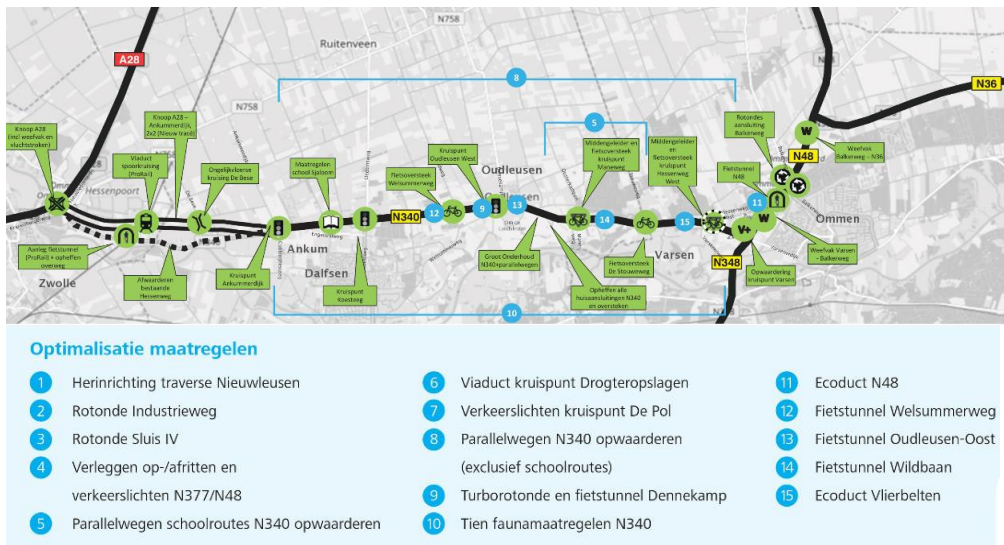 N758
N758
N36
A28
Ruitenveen
Knoop A28
(incl weefvak en
vluchtstroken)
Viaduct
spoorkruising
(ProRail)
Knoop A28 –
Ankummerdijk,
2x2 (Nieuw tracé)
Ongelijkvloerse
kruising De Bese
Maatregelen
school Sjaloom
Fietsoversteek
Welsummerweg
Kruispunt
Oudleusen West
Middengeleider en
fietsoversteek
kruispunt
Maneweg
Middengeleider
en
fietsoversteek
kruispunt
Hessenweg
West
Rotondes
aansluiting
Balkerweg
Fietstunnel
N48
Weefvak
Balkerweg – N36
N48
8
5
Hessenpoort
Oudleusen
N340
12
9
13
14
15
11
W
W
V+
Ommen
Aanleg fietstunnel
(ProRail) + opheffen
overweg
Zwolle
Afwaarderen
bestaande
Hessenweg
Kruispunt
Ankummerdijk
Ankum
Dalfsen
Kruispunt
Koesteeg
Groot Onderhoud
N340+parallelwegen
Opheffen alle
huisaansluitingen N340
en oversteken
Fietsoversteek
De Stouweweg
Varsen
N348
Opwaardering
kruispunt Varsen
Weefvak Varsen
- Balkerweg
10
Optimalisatie maatregelen
1 Herinrichting traverse Nieuwleusen
2 Rotonde Industrieweg
3 Rotonde Sluis IV
4 Verleggen op-/afritten en
verkeerslichten N377/N48
5 Parallelwegen schoolroutes N340 opwaarderen
6 Viaduct kruispunt Drogteropslagen
7 Verkeerslichten kruispunt De Pol
8 Parallelwegen N340 opwaarderen
(exclusief schoolroutes)
9 Turborotonde en fietstunnel Dennekamp
10 Tien faunamaatregelen N340
11 Ecoduct N48
12 Fietstunnel Welsummerweg
13 Fietstunnel Oudleusen-Oost
14 Fietstunnel Wildbaan
15 Ecoduct Vlierbelten